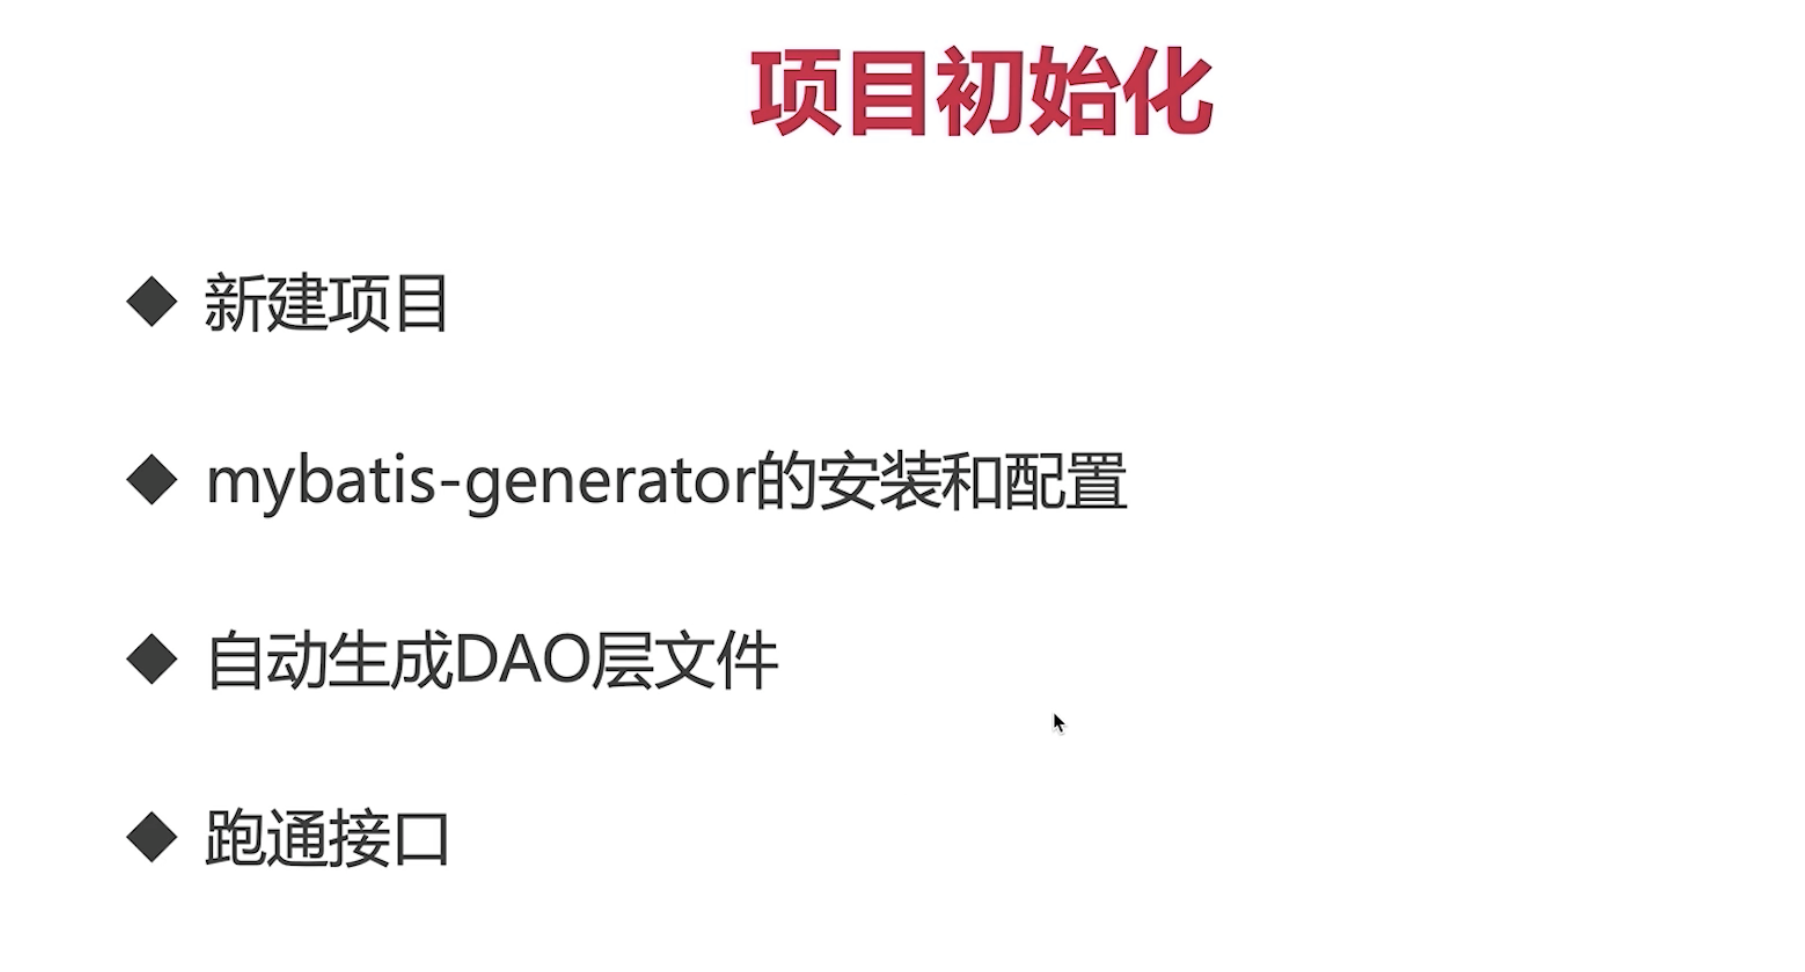 项目初始化
◆ 新建项目
◆ mybatis-generator的安装和配置
◆ 自动生成DAO层文件
◆ 跑通接口